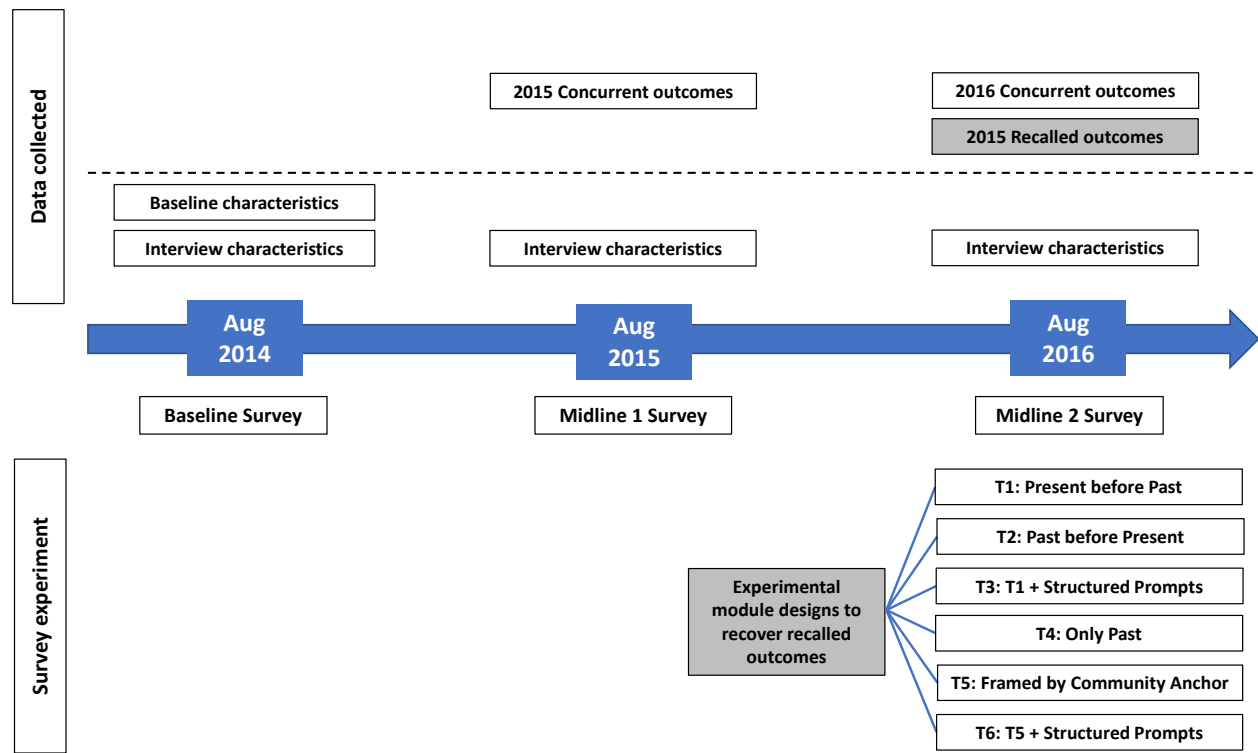 Data collected
2015 Concurrent outcomes
2016 Concurrent outcomes
2015 Recalled outcomes
Baseline characteristics
Interview characteristics
Interview characteristics
Interview characteristics
Aug
2014
Aug
2015
Aug
2016
Baseline Survey
Midline 1 Survey
Midline 2 Survey
Survey experiment
Experimental
module designs to
recover recalled
outcomes
T1: Present before Past
T2: Past before Present
T3: T1 + Structured Prompts
T4: Only Past
T5: Framed by Community Anchor
T6: T5 + Structured Prompts